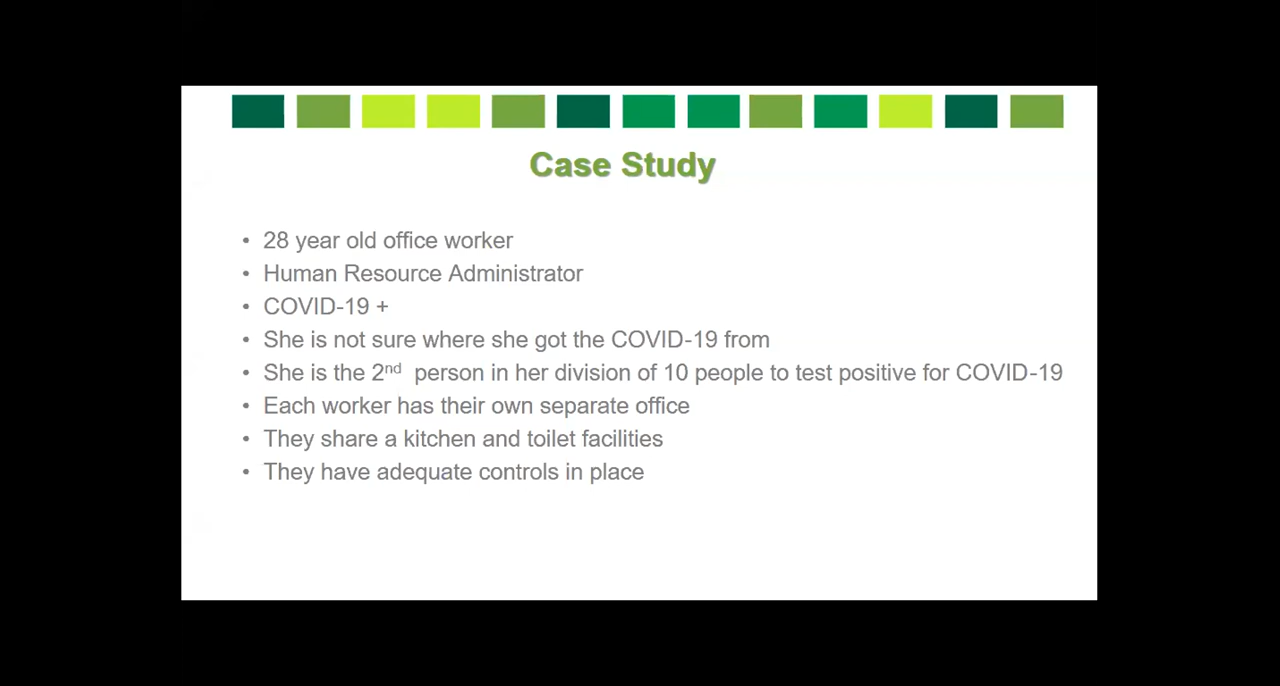 Case Study
• 28 year old office worker
• Human Resource Administrator
• COVID-19 +
• She is not sure where she got the COVID-19 from
• She is the 2nd person in her division of 10 people to test positive for COVID-19
• Each worker has their own separate office
• They share a kitchen and toilet facilities
• They have adequate controls in place